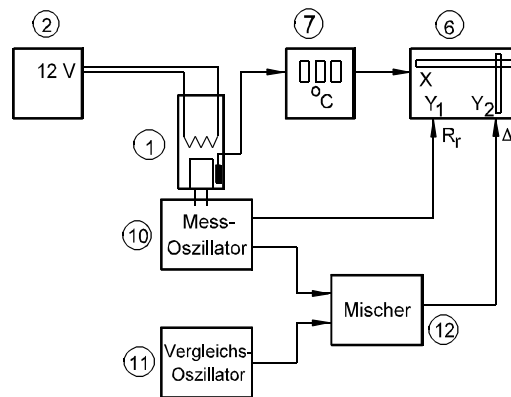 2
7
6
12 V
°C
X
Y1 Y2
Rr Δ
1
10
Mess-
Oszillator
Mischer
12
11
Vergleichs-
Oszillator